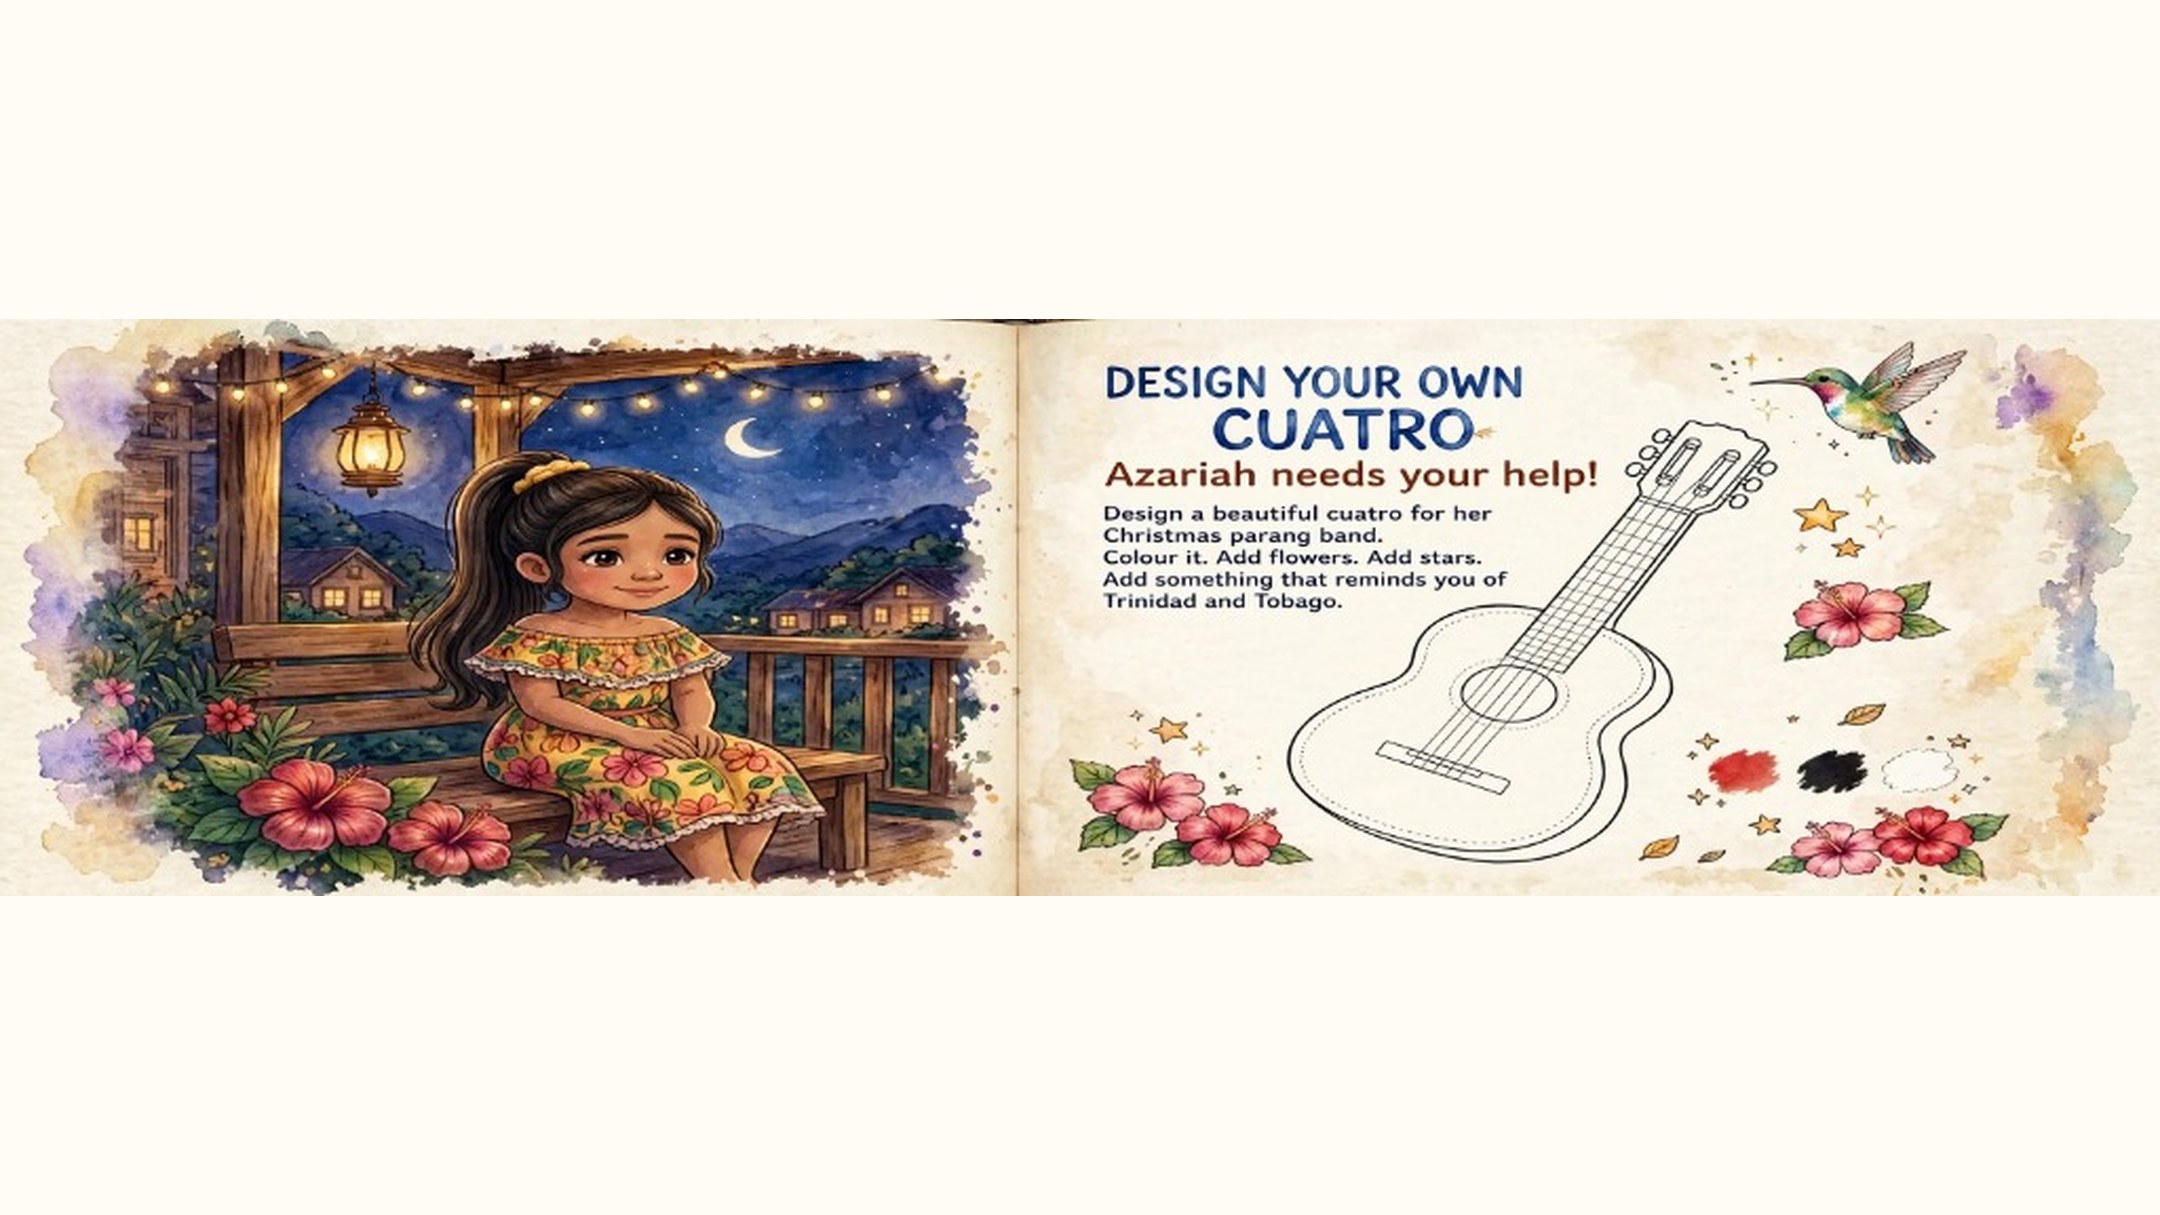 DESIGN YOUR OWN
CUATRO
Azariah needs your help!
Design a beautiful cuatro for her
Christmas parang band.
Colour it. Add flowers. Add stars.
Add something that reminds you of
Trinidad and Tobago.